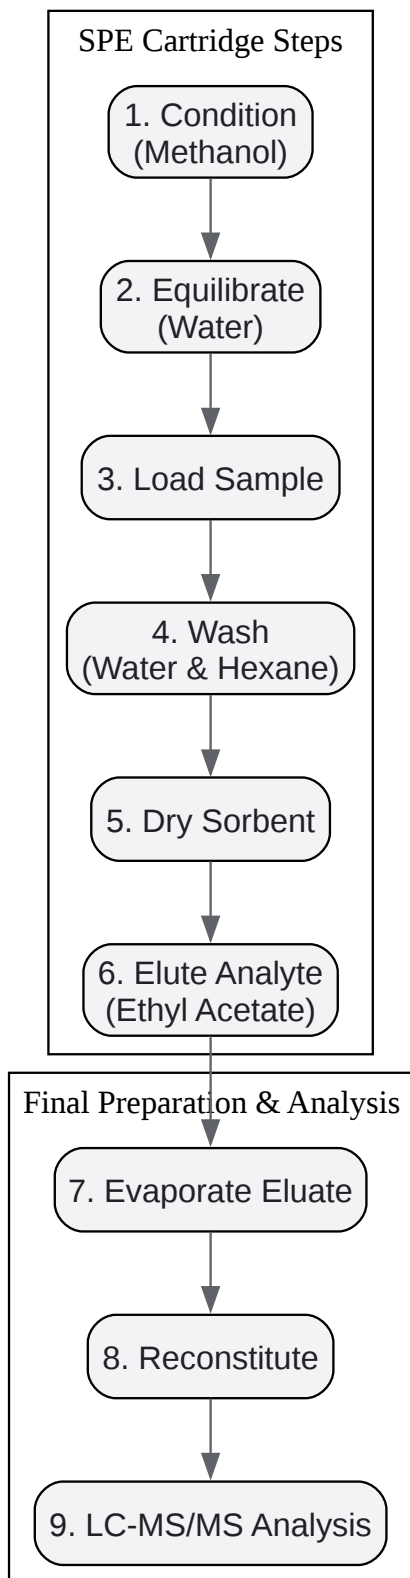 SPE Cartridge Steps
1. Condition
(Methanol)
2. Equilibrate
(Water)
3. Load Sample
4. Wash
(Water & Hexane)
5. Dry Sorbent
6. Elute Analyte
(Ethyl Acetate)
Final Preparation & Analysis
7. Evaporate Eluate
8. Reconstitute
9. LC-MS/MS Analysis